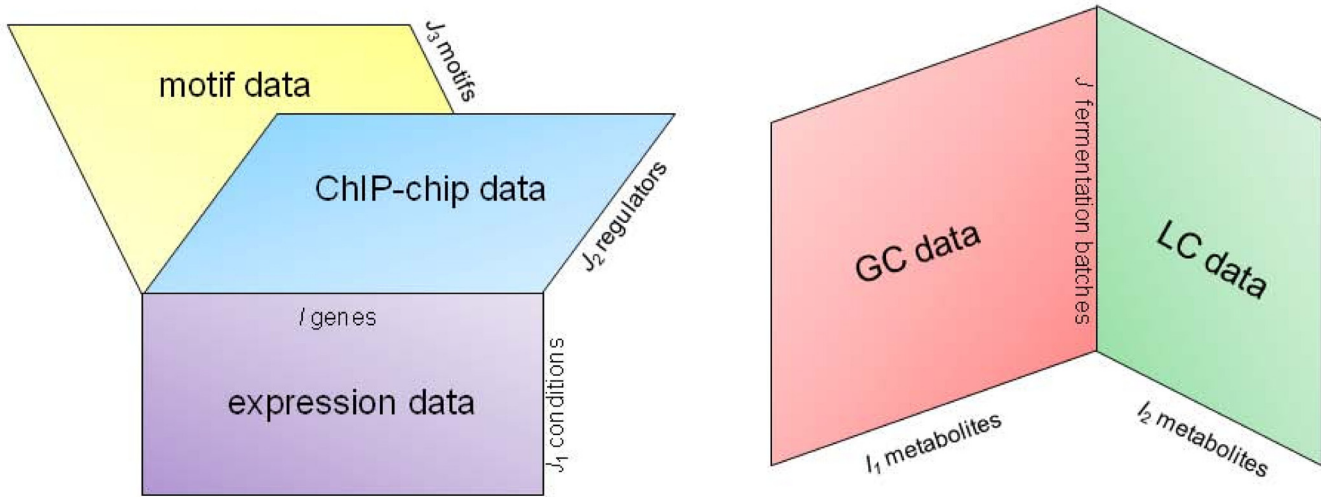 motif data
J3 motifs
ChIP-chip data
J2 regulators
I genes
expression data
J1 conditions
GC data
J fermentation batches
LC data
I1 metabolites
I2 metabolites